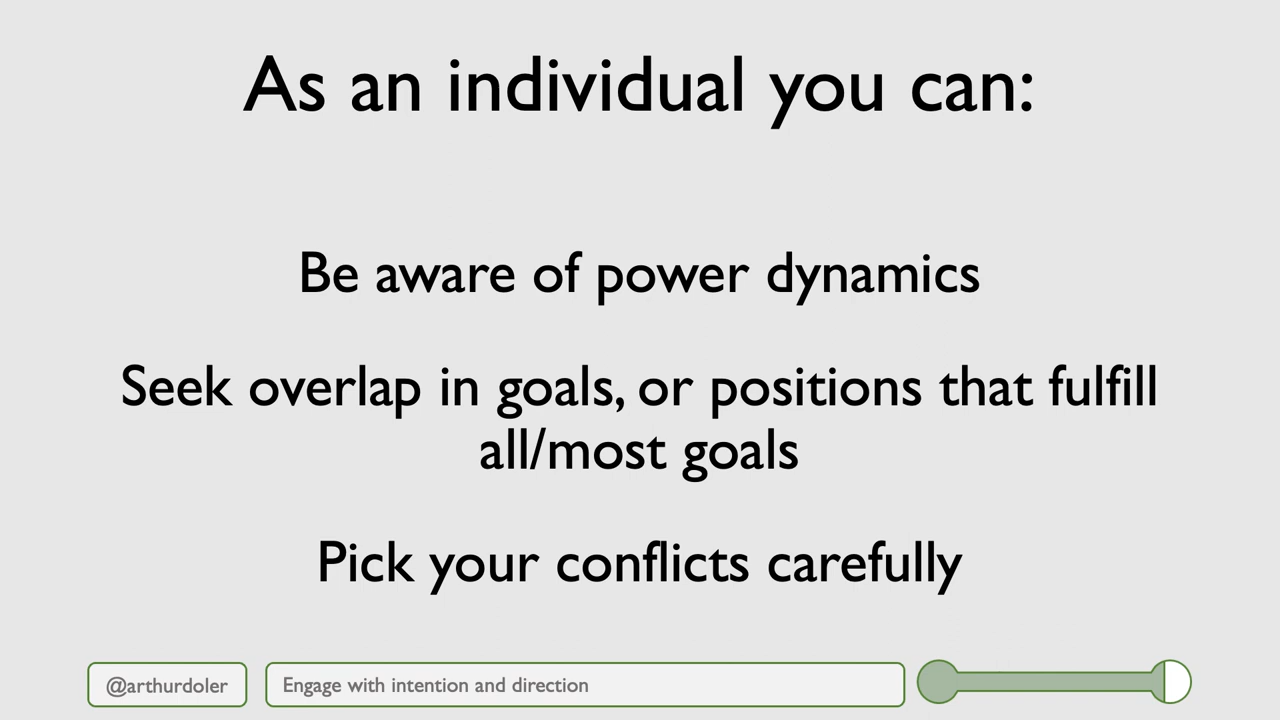 As an individual you can:
Be aware of power dynamics
Seek overlap in goals, or positions that fulfill
all/most goals
Pick your conflicts carefully
@arthurdoler
Engage with intention and direction